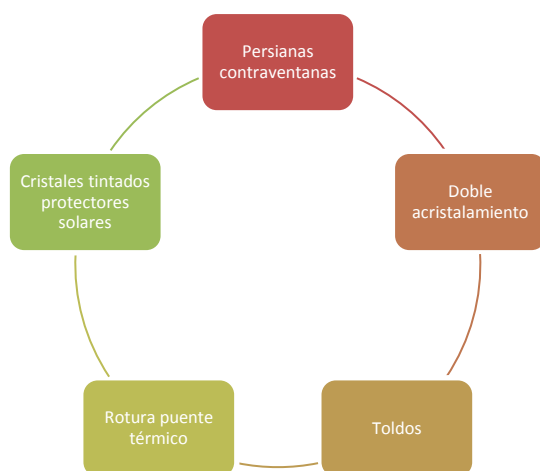 Persianas
contraventanas
Doble
acristalamiento
Toldos
Rotura puente
térmico
Cristales tintados
protectores
solares